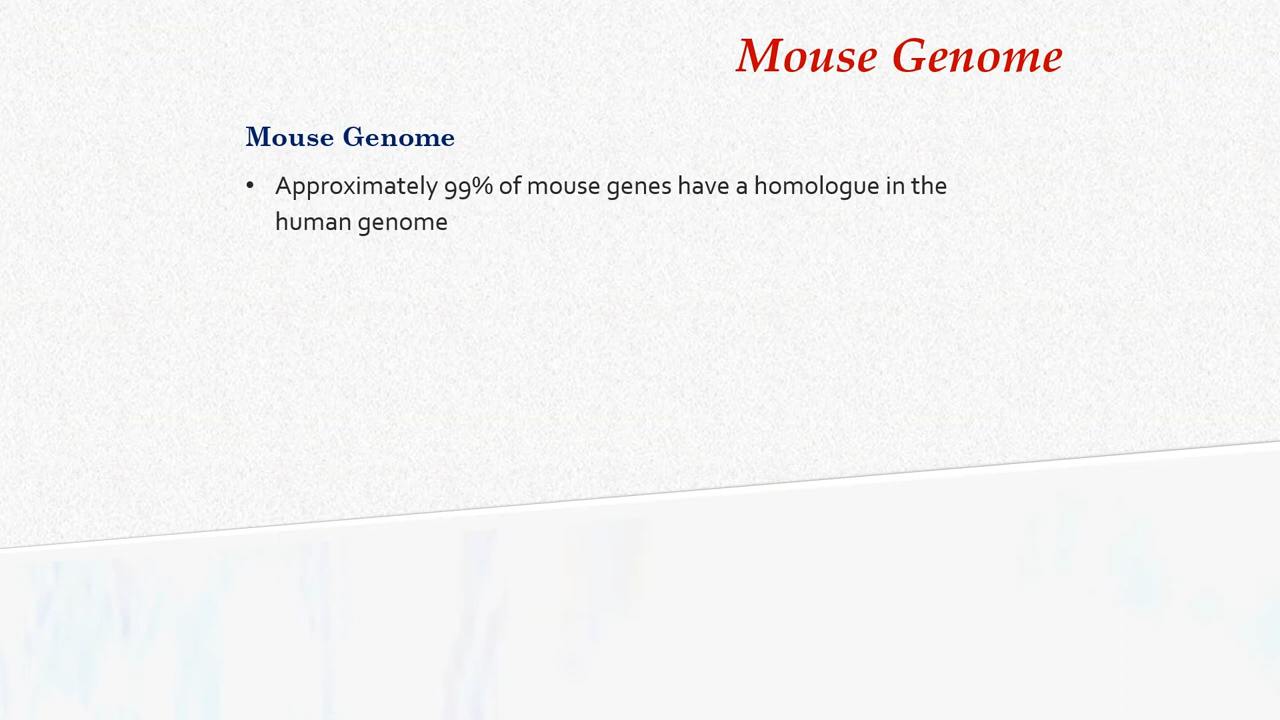 Mouse Genome
Mouse Genome
• Approximately 99% of mouse genes have a homologue in the
human genome